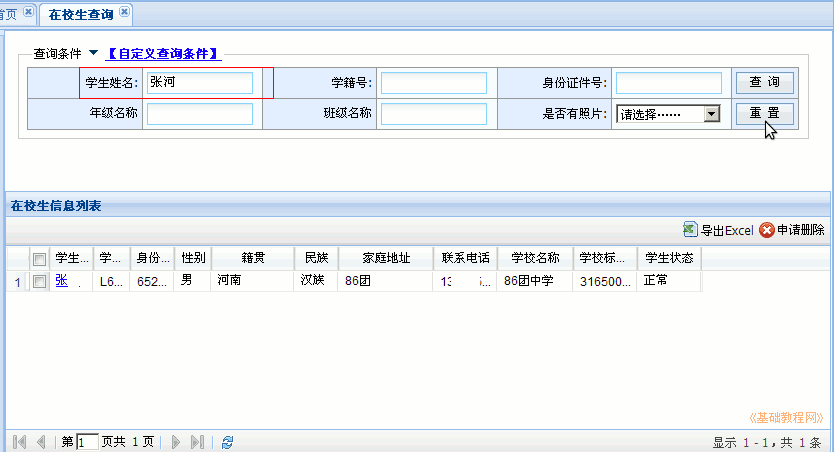 首页 在校生查询
查询条件 【自定义查询条件】
学生姓名: 张河 学籍号: 身份证件号: 查 询
年级名称 班级名称 是否有照片: 请选择…… 重 置
在校生信息列表
导出Excel 申请删除
学生... 学... 身份... 性别 籍贯 民族 家庭地址 联系电话 学校名称 学校标... 学生状态
1 张 L6... 652... 男 河南 汉族 86团 13 i... 86团中学 316500... 正常
《基础教程网》
第 1 页共 1 页 显示 1 - 1，共 1 条